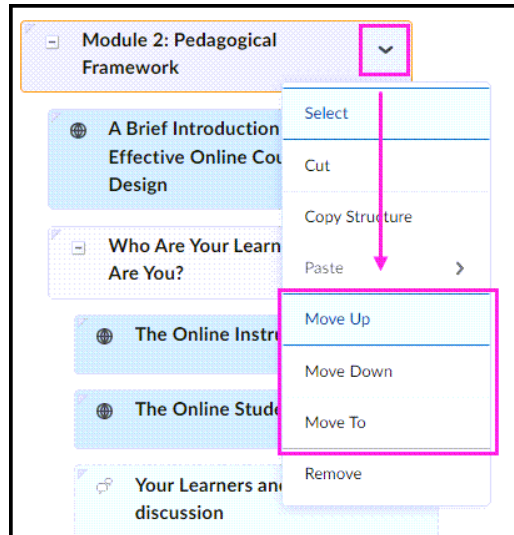 Module 2: Pedagogical
Framework
A Brief Introduction
Effective Online Cou
Design
Who Are Your Learn
Are You?
The Online Instru
The Online Stude
Your Learners and
discussion
Select
Cut
Copy Structure
Paste
Move Up
Move Down
Move To
Remove